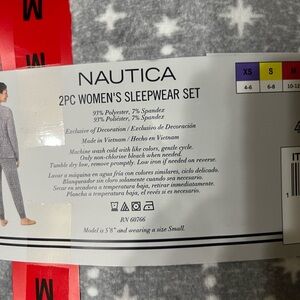 M
NAUTICA
2PC WOMEN'S SLEEPWEAR SET
93% Polyester, 7% Spandex
93% Poliéster, 7% Spandex
Exclusive of Decoration / Exclusivo de Decoración
Made in Vietnam / Hecho en Vietnam
Machine wash cold with like colors, gentle cycle.
Only non-chlorine bleach when needed.
Tumble dry low, remove promptly. Low iron if needed on reverse.
Lavar a máquina en agua fría con colores similares, ciclo delicado.
Blanqueador sin cloro solamente cuando sea necesario.
Secar en secadora a temperatura baja, retirar inmediatamente.
Planche a temperatura baja al revés, si es necesario.
RN 60766
Model is 5'8" and wearing a size Small.
XS S
4-6 6-8 10-12
M
M